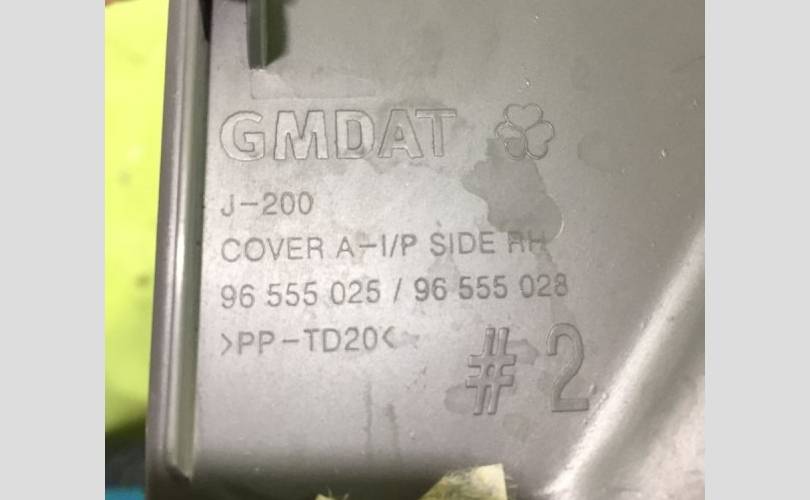 GMDAT
J-200
COVER A-I/P SIDE RH
96 555 025 / 96 555 028
>PP-TD20<
#2